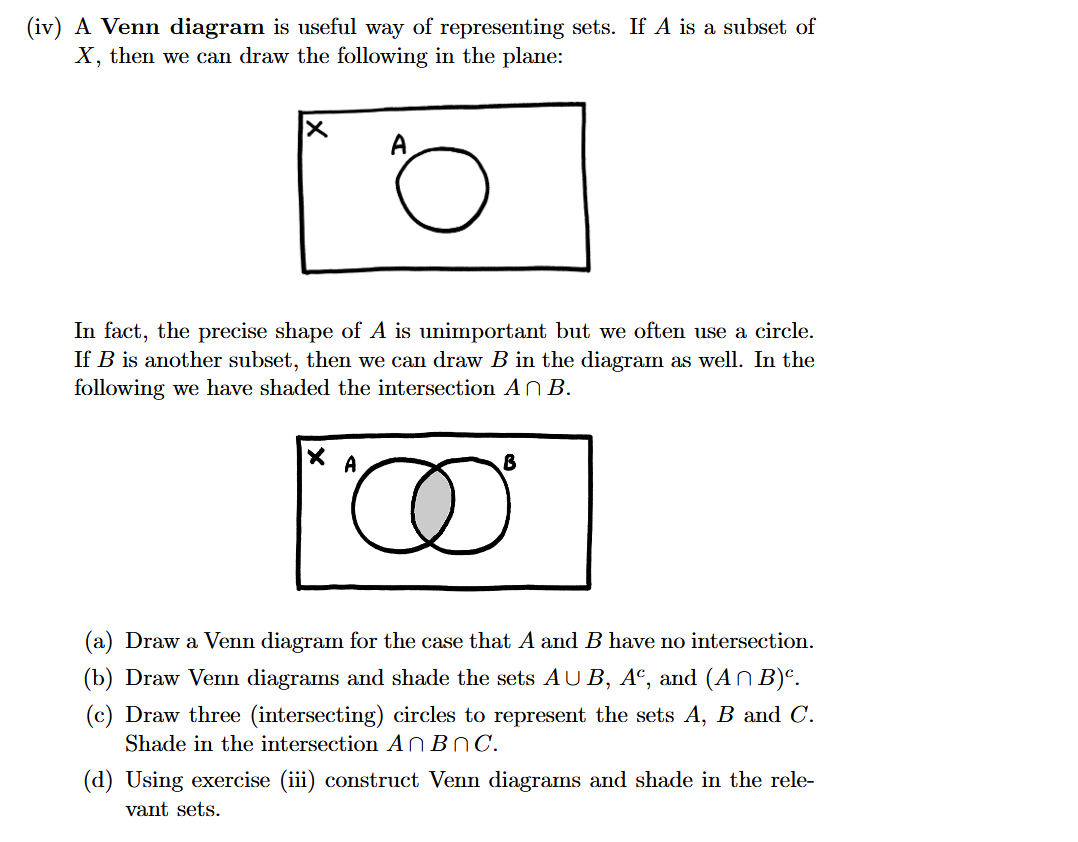 (iv) A Venn diagram is useful way of representing sets. If A is a subset of
X, then we can draw the following in the plane:
X
A
In fact, the precise shape of A is unimportant but we often use a circle.
If B is another subset, then we can draw B in the diagram as well. In the
following we have shaded the intersection A ∩ B.
X A B
(a) Draw a Venn diagram for the case that A and B have no intersection.
(b) Draw Venn diagrams and shade the sets A ∪ B, Aᶜ, and (A ∩ B)ᶜ.
(c) Draw three (intersecting) circles to represent the sets A, B and C.
Shade in the intersection A ∩ B ∩ C.
(d) Using exercise (iii) construct Venn diagrams and shade in the rele-
vant sets.